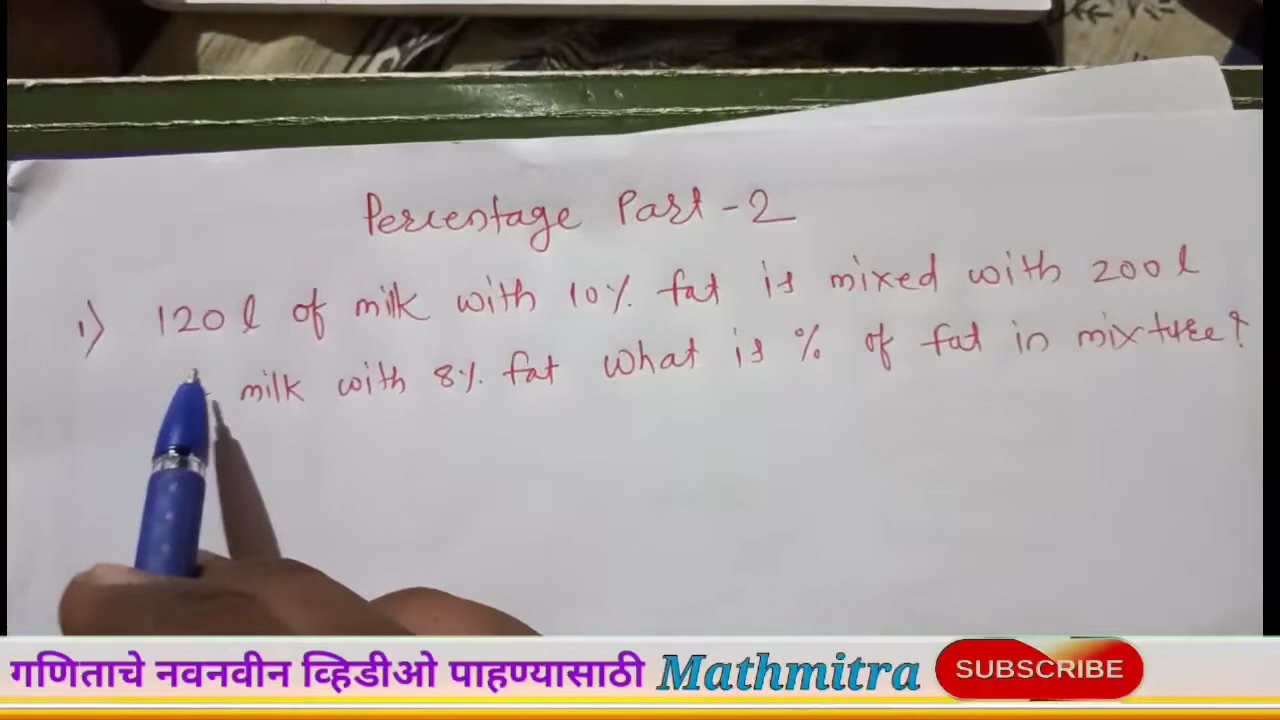 Percentage Part-2
1) 120 l of milk with 10% fat is mixed with 200 l
milk with 8% fat what is % of fat in mixture?
गणिताचे नवनवीन व्हिडीओ पाहण्यासाठी Mathmitra SUBSCRIBE